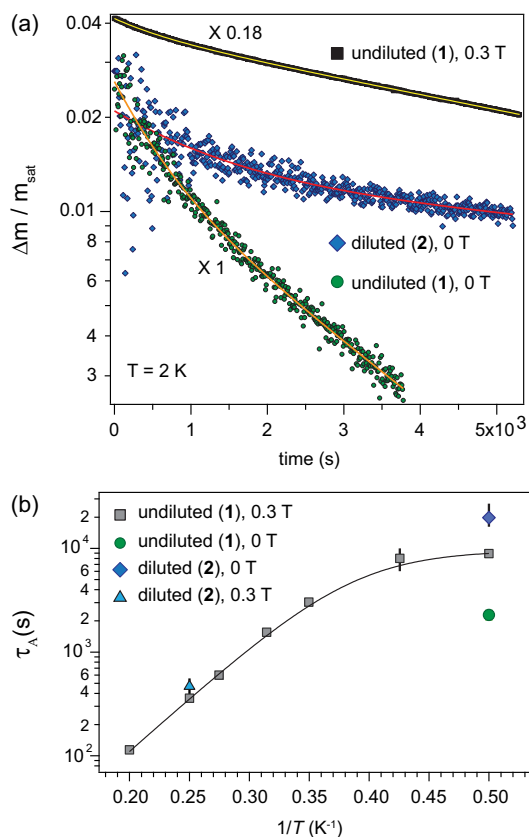 (a)
0.04
X 0.18
undiluted (1), 0.3 T
0.02
Δm / m_sat
0.01
8
6
4
3
diluted (2), 0 T
undiluted (1), 0 T
X 1
T = 2 K
0 1 2 3 4 5x10³
time (s)
(b)
undiluted (1), 0.3 T
undiluted (1), 0 T
diluted (2), 0 T
diluted (2), 0.3 T
2
10⁴
6
4
2
10³
6
4
2
10²
τ_A(s)
0.20 0.25 0.30 0.35 0.40 0.45 0.50
1/T (K⁻¹)